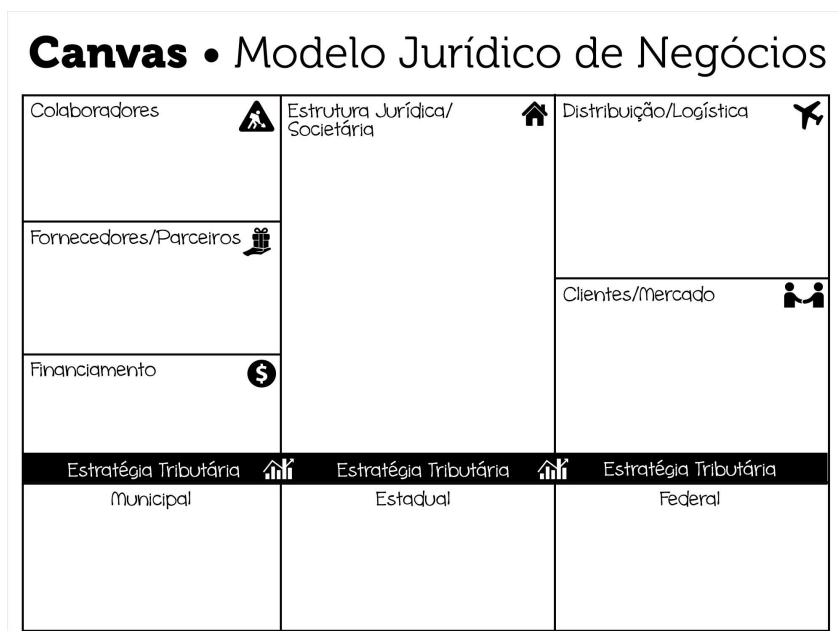 Canvas • Modelo Jurídico de Negócios
Colaboradores
Fornecedores/Parceiros
Financiamento
$
Estrutura Jurídica/
Societária
Distribuição/Logística
Clientes/Mercado
Estratégia Tributária
Estratégia Tributária
Estratégia Tributária
Municipal
Estadual
Federal